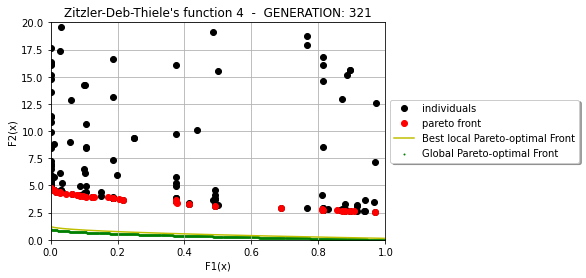 Zitzler-Deb-Thiele's function 4 - GENERATION: 321
20.0
17.5
15.0
12.5
10.0
7.5
5.0
2.5
0.0
F2(x)
0.0 0.2 0.4 0.6 0.8 1.0
F1(x)
individuals
pareto front
Best local Pareto-optimal Front
Global Pareto-optimal Front